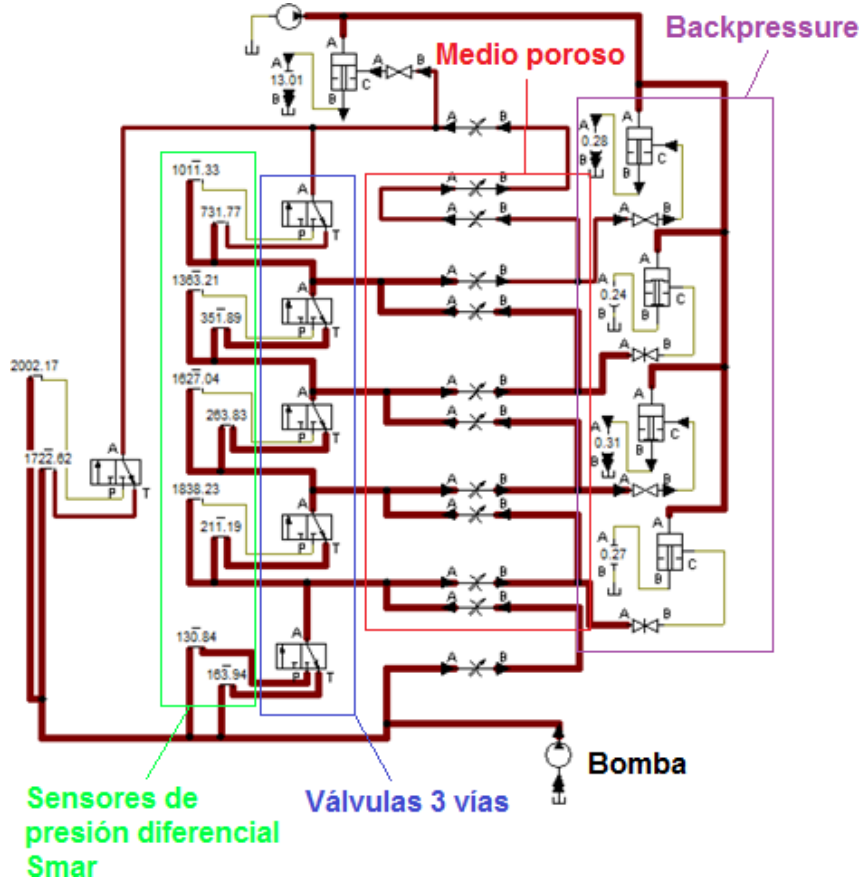 Backpressure
Medio poroso
A
A
13.01
B
B
C
A
B
A
B
A
B
A
B
A
0.28
B
A
B
C
A
B
1011.33
731.77
A
P
T
1363.21
351.89
A
P
T
A
B
A
B
A
0.24
B
A
B
C
A
B
1627.04
263.83
A
P
T
A
B
A
B
A
0.31
B
A
B
C
A
B
2002.17
1722.62
A
P
T
1838.23
211.19
A
P
T
A
B
A
B
A
0.27
B
A
B
C
A
B
130.84
163.94
A
P
T
A
B
A
B
A
B
Bomba
Sensores de
presión diferencial
Smar
Válvulas 3 vías